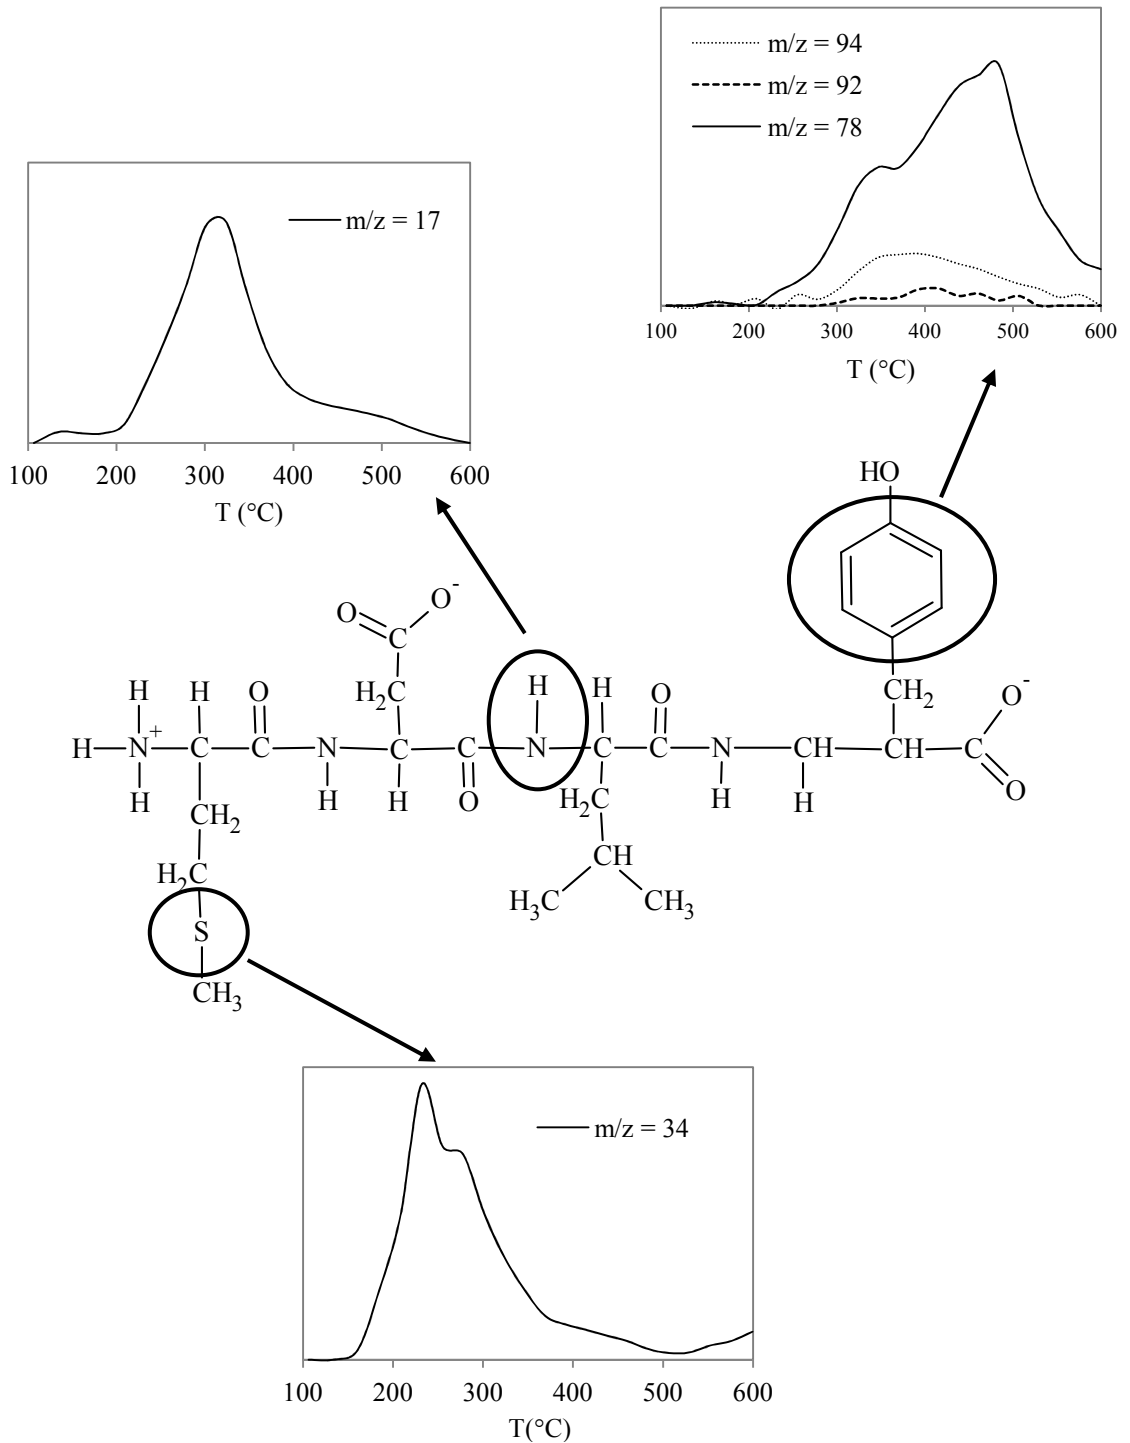 m/z = 94
m/z = 92
m/z = 78
100 200 300 400 500 600
T (°C)
m/z = 17
100 200 300 400 500 600
T (°C)
HO
O O-
C
H2C
H H O H H O CH2 O-
H N+ C C N C C N C C N CH CH C
H H H O H2C H H O
CH2
CH
H2C H3C CH3
S
CH3
m/z = 34
100 200 300 400 500 600
T(°C)